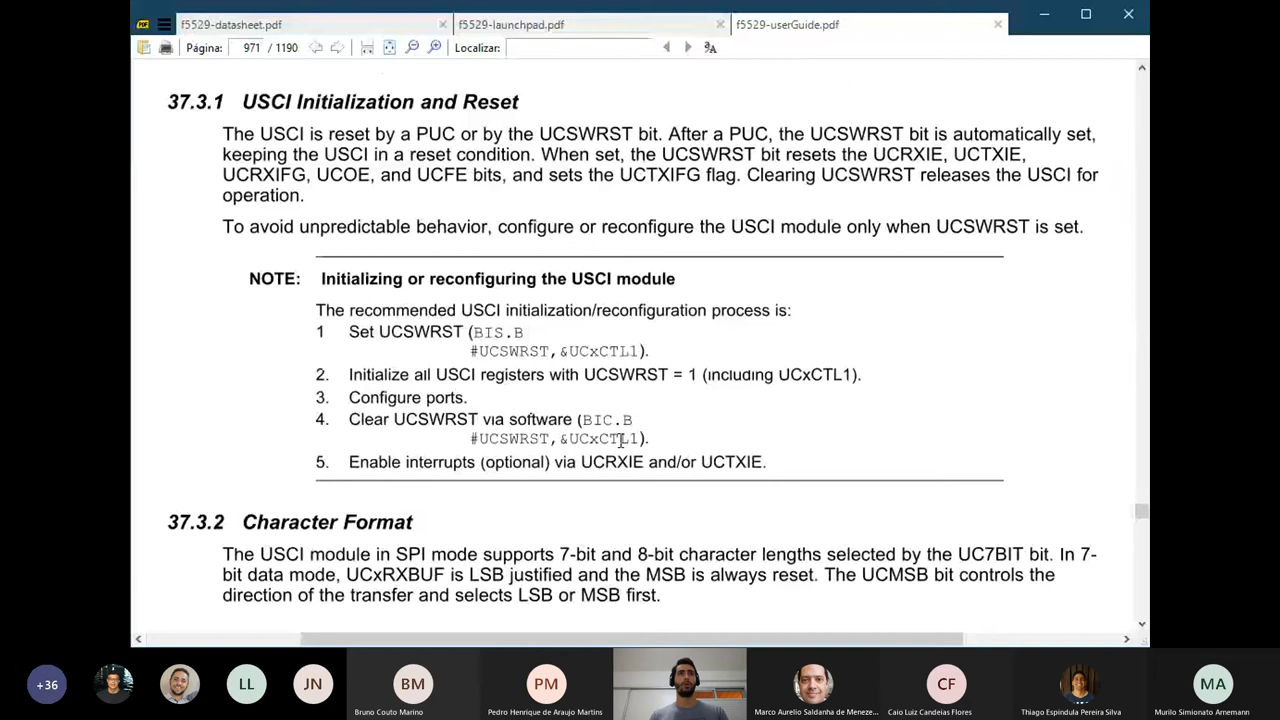 f5529-datasheet.pdf
f5529-launchpad.pdf
f5529-userGuide.pdf
Página: 971 / 1190 Localizar:
37.3.1 USCI Initialization and Reset
The USCI is reset by a PUC or by the UCSWRST bit. After a PUC, the UCSWRST bit is automatically set,
keeping the USCI in a reset condition. When set, the UCSWRST bit resets the UCRXIE, UCTXIE,
UCRXIFG, UCOE, and UCFE bits, and sets the UCTXIFG flag. Clearing UCSWRST releases the USCI for
operation.
To avoid unpredictable behavior, configure or reconfigure the USCI module only when UCSWRST is set.
NOTE: Initializing or reconfiguring the USCI module
The recommended USCI initialization/reconfiguration process is:
1 Set UCSWRST (BIS.B
#UCSWRST,&UCxCTL1).
2. Initialize all USCI registers with UCSWRST = 1 (including UCxCTL1).
3. Configure ports.
4. Clear UCSWRST via software (BIC.B
#UCSWRST,&UCxCTL1).
5. Enable interrupts (optional) via UCRXIE and/or UCTXIE.
37.3.2 Character Format
The USCI module in SPI mode supports 7-bit and 8-bit character lengths selected by the UC7BIT bit. In 7-
bit data mode, UCxRXBUF is LSB justified and the MSB is always reset. The UCMSB bit controls the
direction of the transfer and selects LSB or MSB first.
+36
LL
JN
BM
PM
CF
MA
Bruno Couto Marino
Pedro Henrique de Araujo Martins
Marco Aurelio Saldanha de Meneze...
Caio Luiz Candeias Flores
Thiago Espindula Pereira Silva
Murilo Simionato Arnemann